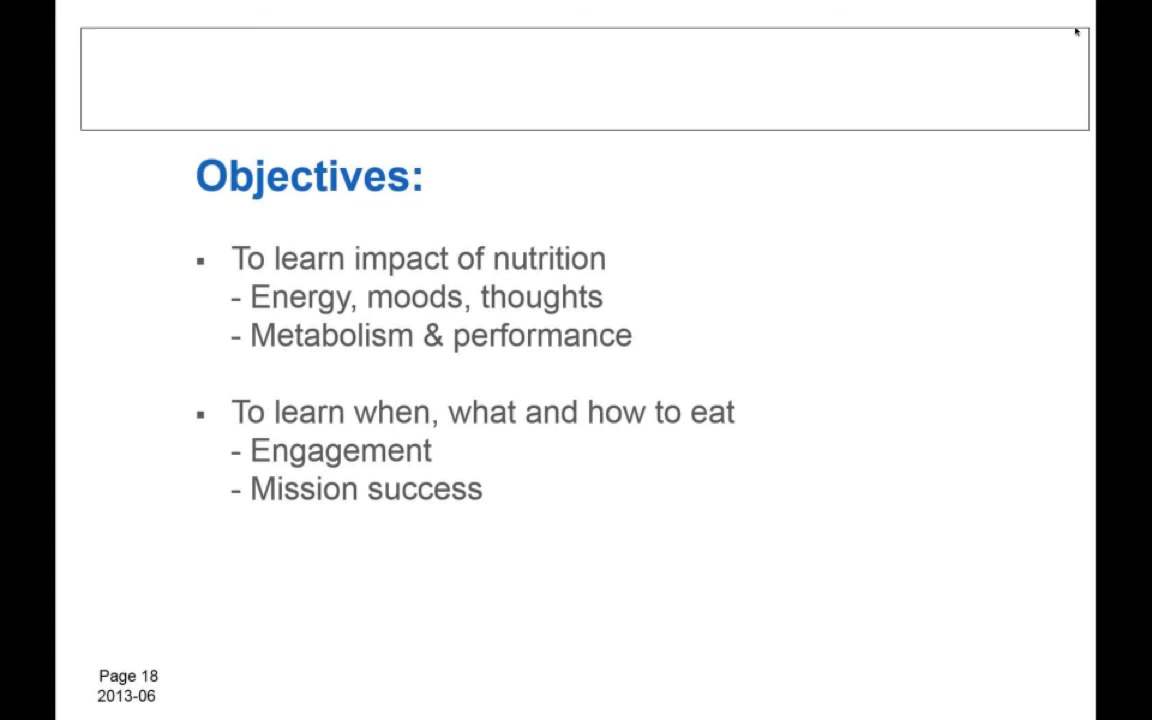 Objectives:
▪ To learn impact of nutrition
- Energy, moods, thoughts
- Metabolism & performance
▪ To learn when, what and how to eat
- Engagement
- Mission success
Page 18
2013-06